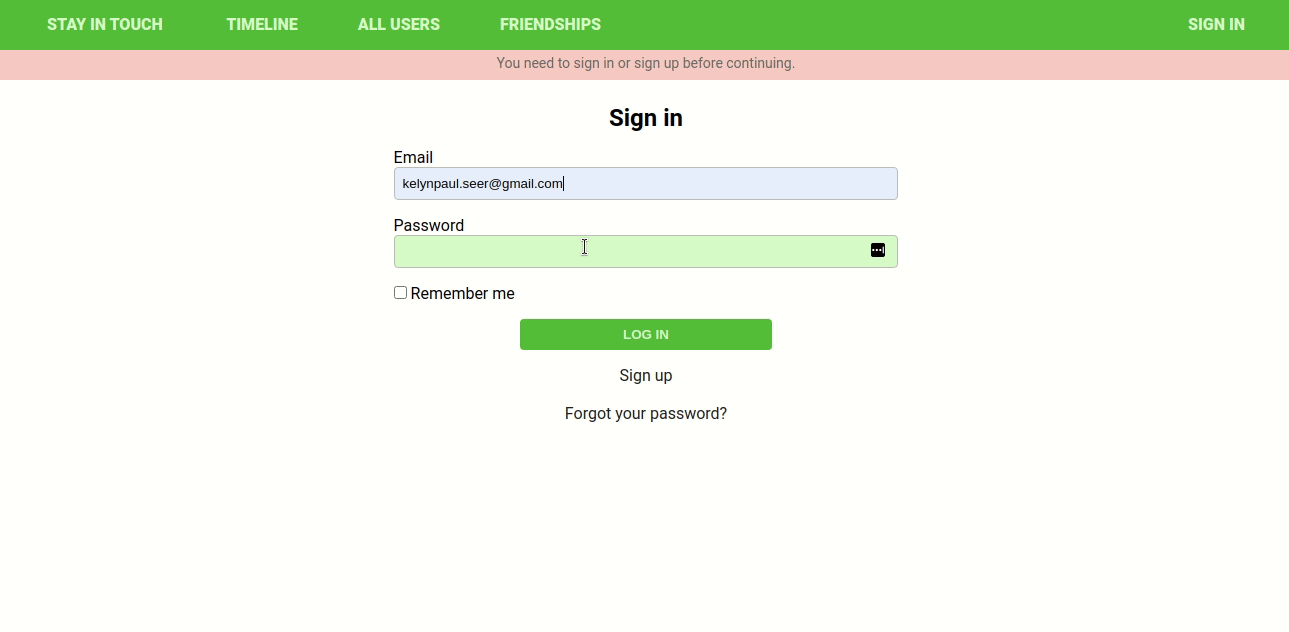 STAY IN TOUCH TIMELINE ALL USERS FRIENDSHIPS SIGN IN
You need to sign in or sign up before continuing.
Sign in
Email
kelynpaul.seer@gmail.com
Password
Remember me
LOG IN
Sign up
Forgot your password?